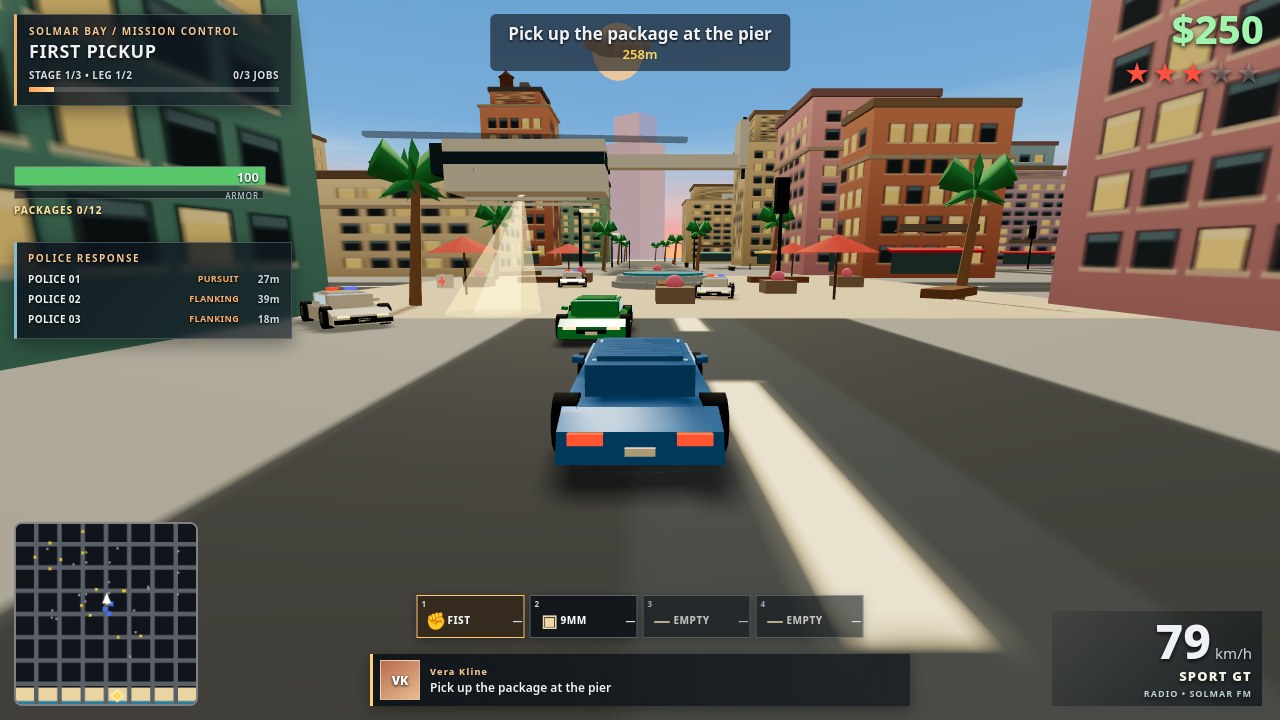 SOLMAR BAY / MISSION CONTROL
FIRST PICKUP
STAGE 1/3 • LEG 1/2 0/3 JOBS
Pick up the package at the pier
258m
$250
100
ARMOR
PACKAGES 0/12
POLICE RESPONSE
POLICE 01 PURSUIT 27m
POLICE 02 FLANKING 39m
POLICE 03 FLANKING 18m
1 FIST —
2 9MM —
3 — EMPTY —
4 — EMPTY —
VK
Vera Kline
Pick up the package at the pier
79 km/h
SPORT GT
RADIO • SOLMAR FM